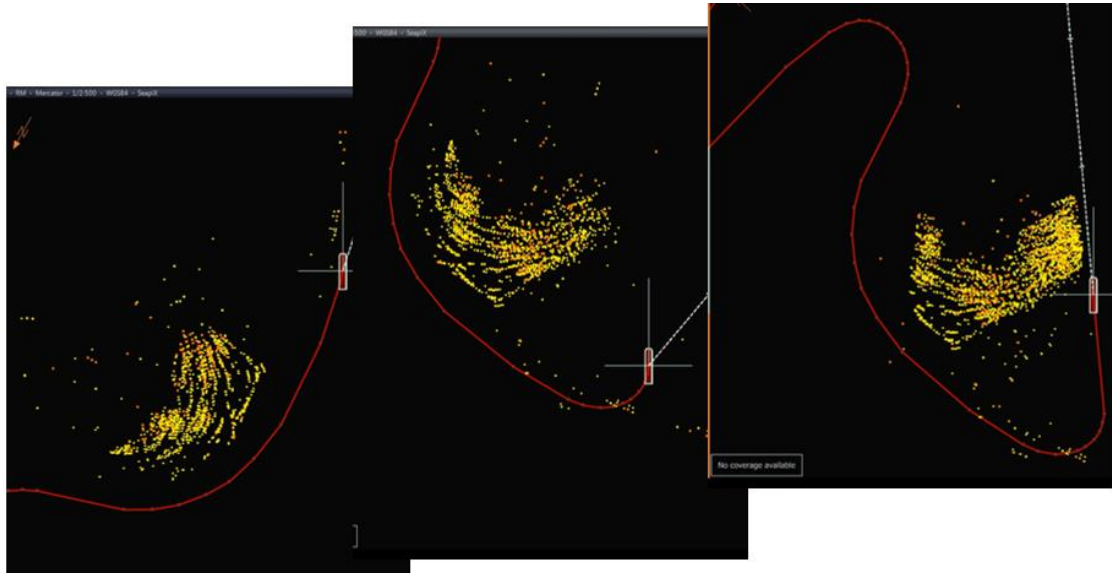 - RM - Mercator - 1/2 500 - WGS84 - SeapiX
500 - WGS84 - SeapiX
No coverage available